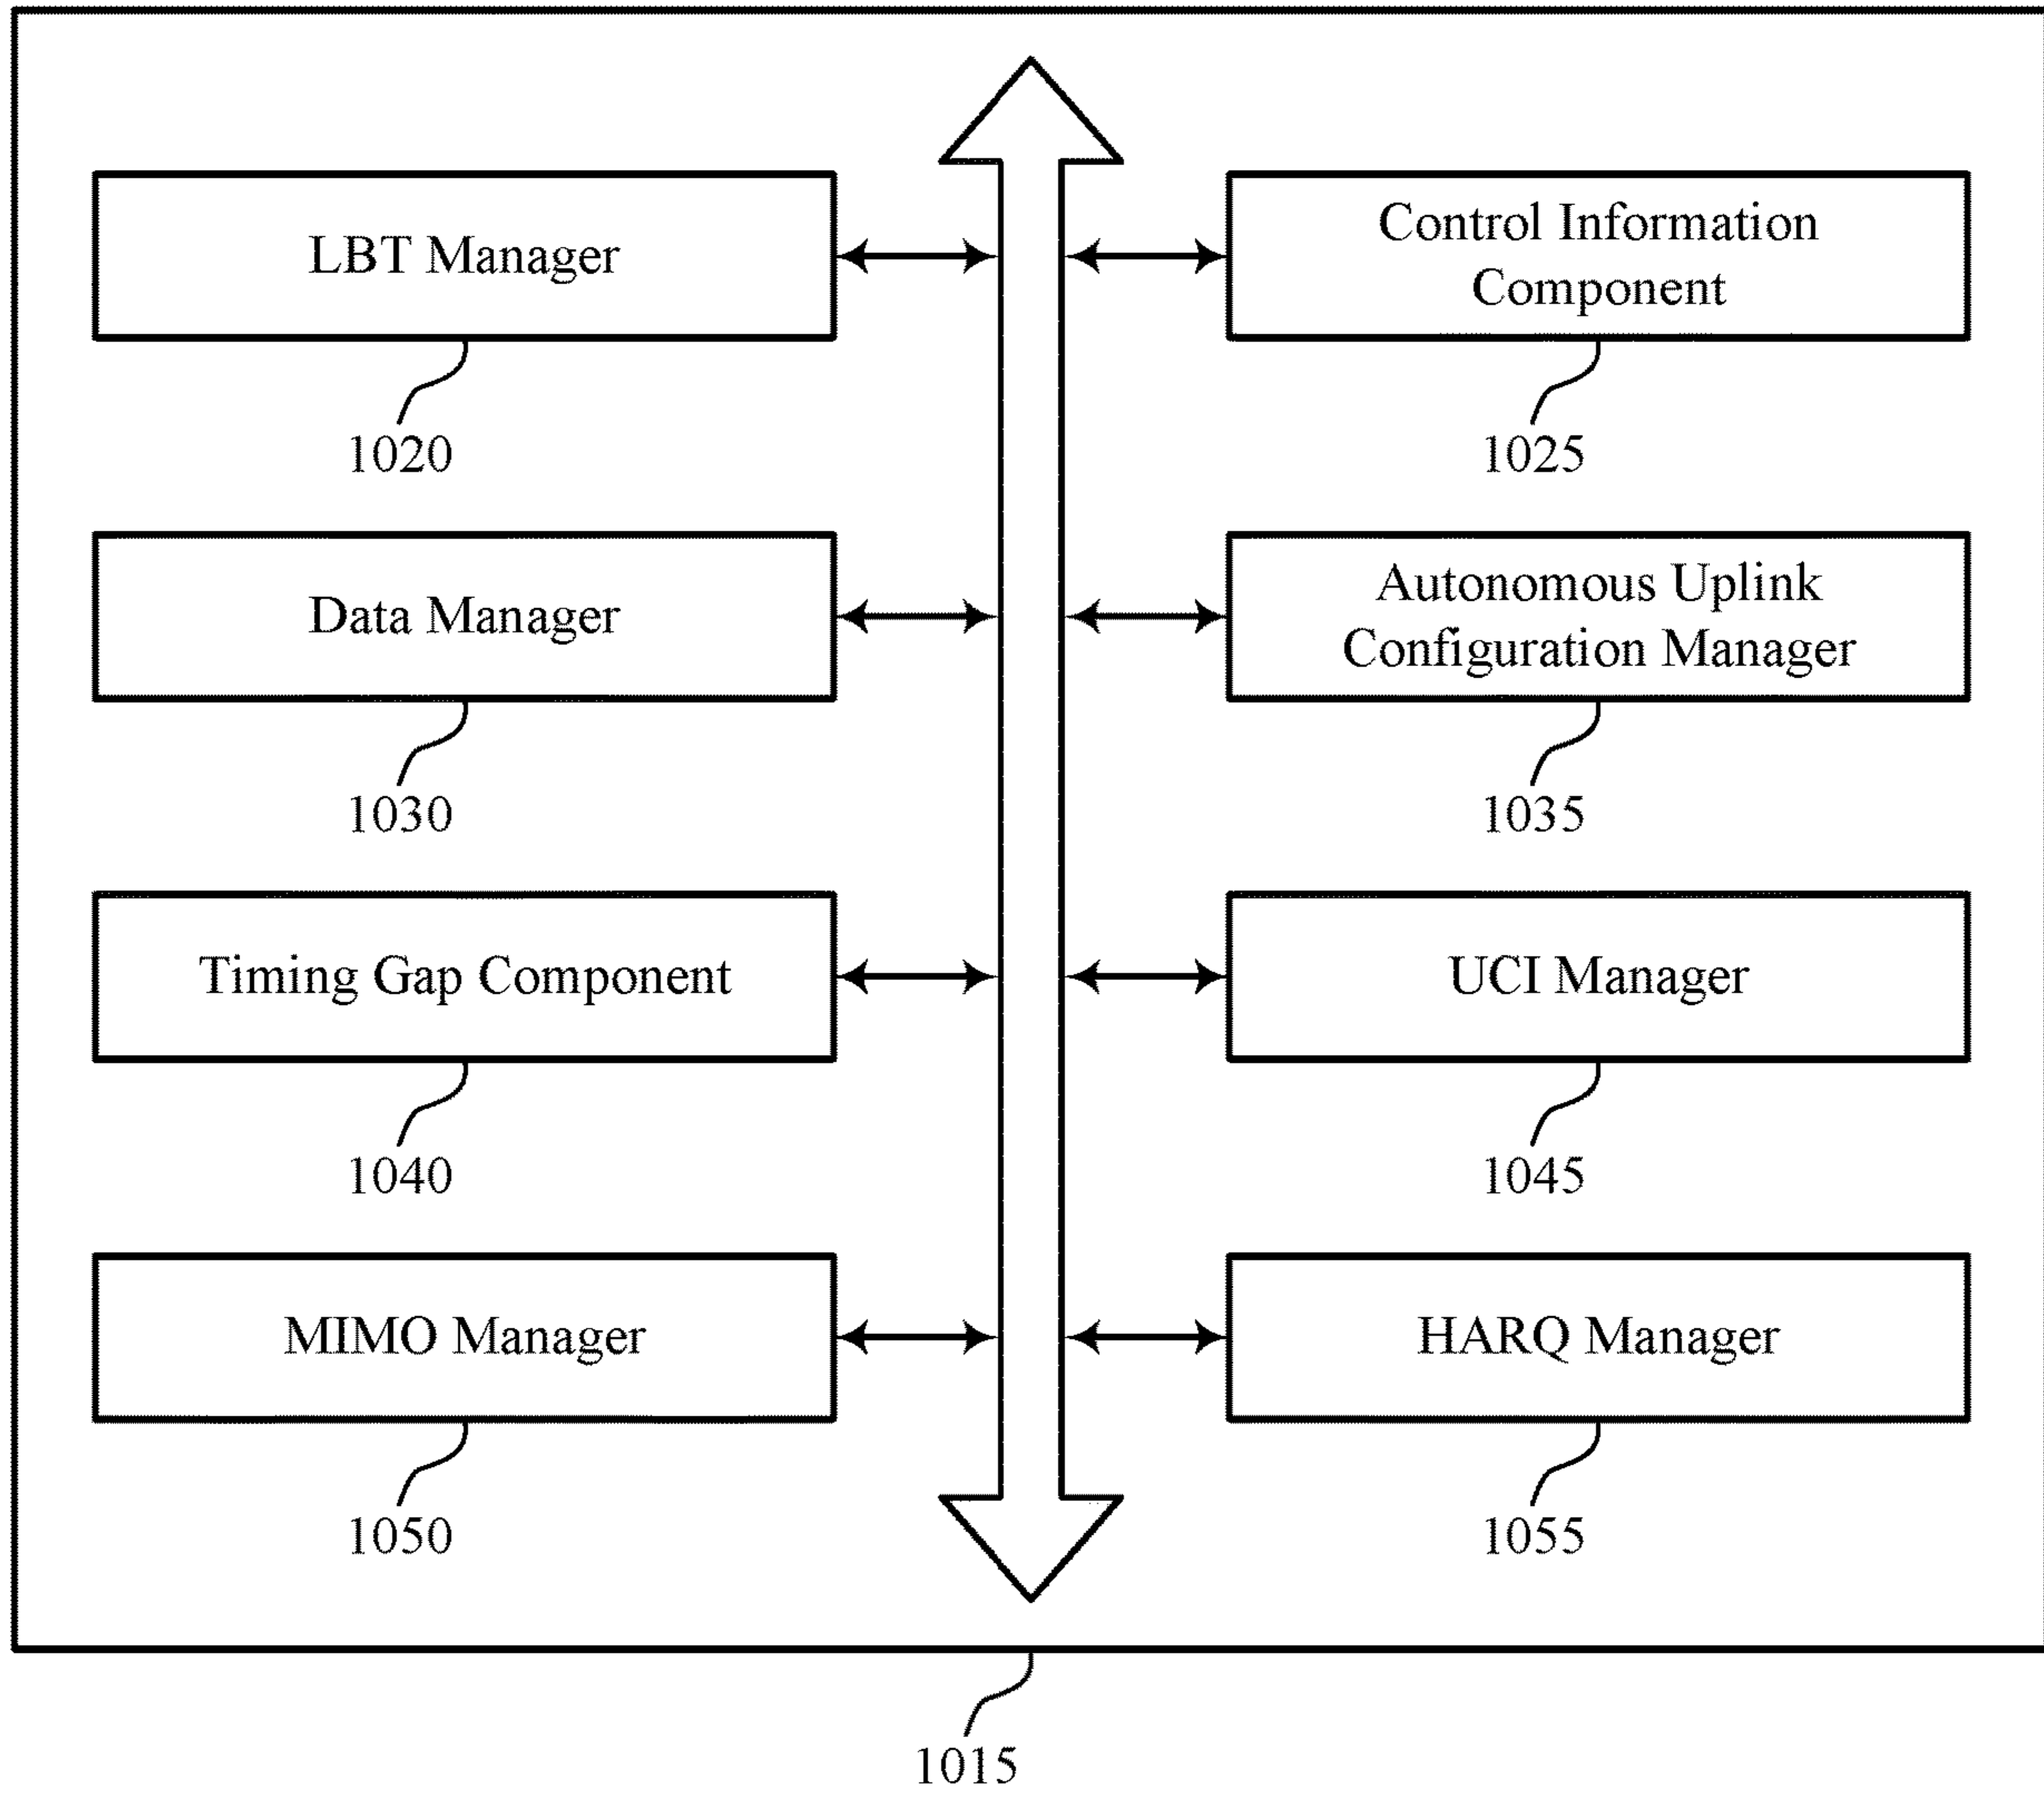 LBT Manager
1020
Control Information
Component
1025
Data Manager
1030
Autonomous Uplink
Configuration Manager
1035
Timing Gap Component
1040
UCI Manager
1045
MIMO Manager
1050
HARQ Manager
1055
1015